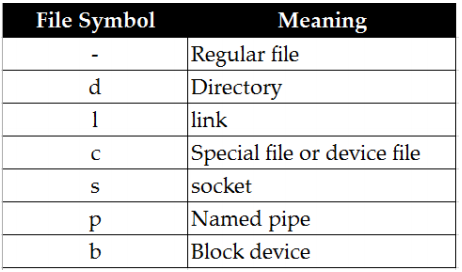 File Symbol Meaning
- Regular file
d Directory
l link
c Special file or device file
s socket
p Named pipe
b Block device